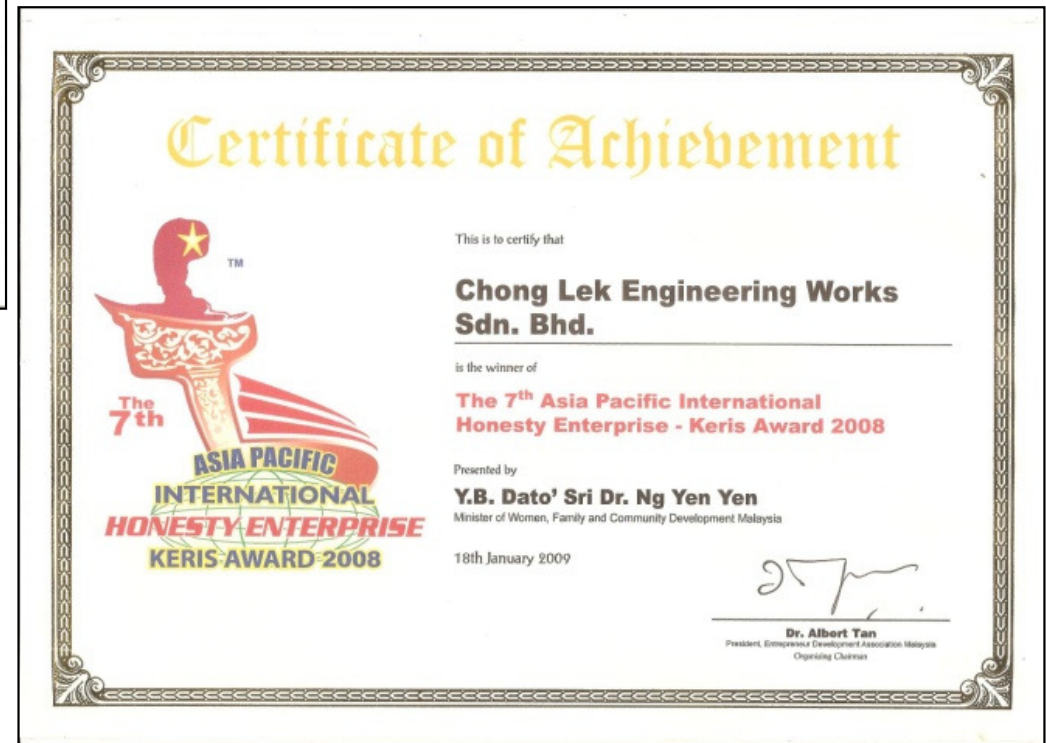 Certificate of Achievement
TM
The
7th
ASIA PACIFIC
INTERNATIONAL
HONESTY ENTERPRISE
KERIS AWARD 2008
This is to certify that
Chong Lek Engineering Works
Sdn. Bhd.
is the winner of
The 7th Asia Pacific International
Honesty Enterprise - Keris Award 2008
Presented by
Y.B. Dato' Sri Dr. Ng Yen Yen
Minister of Women, Family and Community Development Malaysia
18th January 2009
Dr. Albert Tan
President, Entrepreneur Development Association Malaysia
Organising Chairman